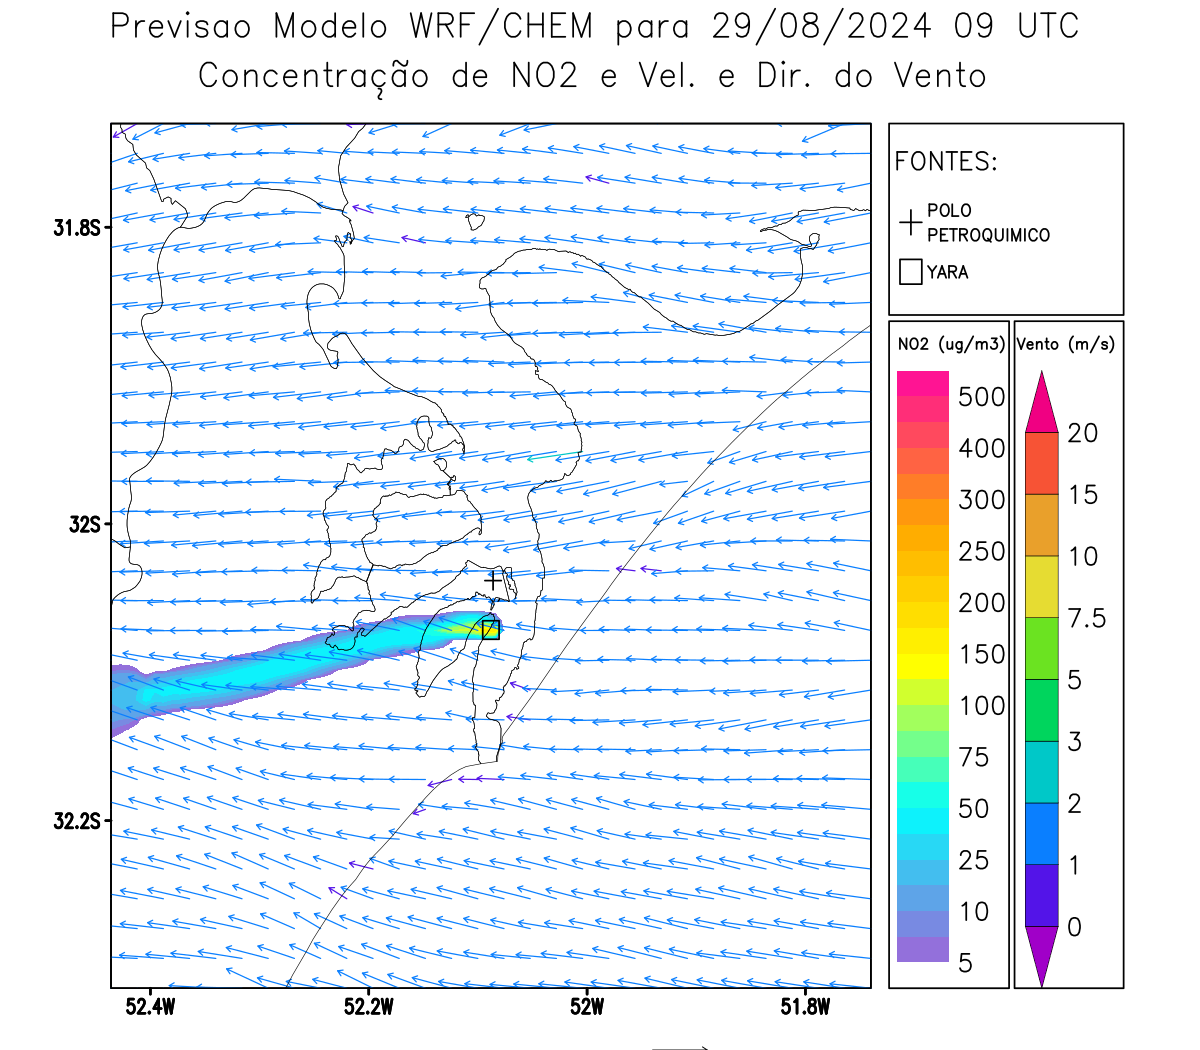 Previsao Modelo WRF/CHEM para 29/08/2024 09 UTC
Concentração de NO2 e Vel. e Dir. do Vento
FONTES:
POLO
PETROQUIMICO
YARA
NO2 (ug/m3)
500
400
300
250
200
150
100
75
50
25
10
5
Vento (m/s)
20
15
10
7.5
5
3
2
1
0
31.8S
32S
32.2S
52.4W 52.2W 52W 51.8W